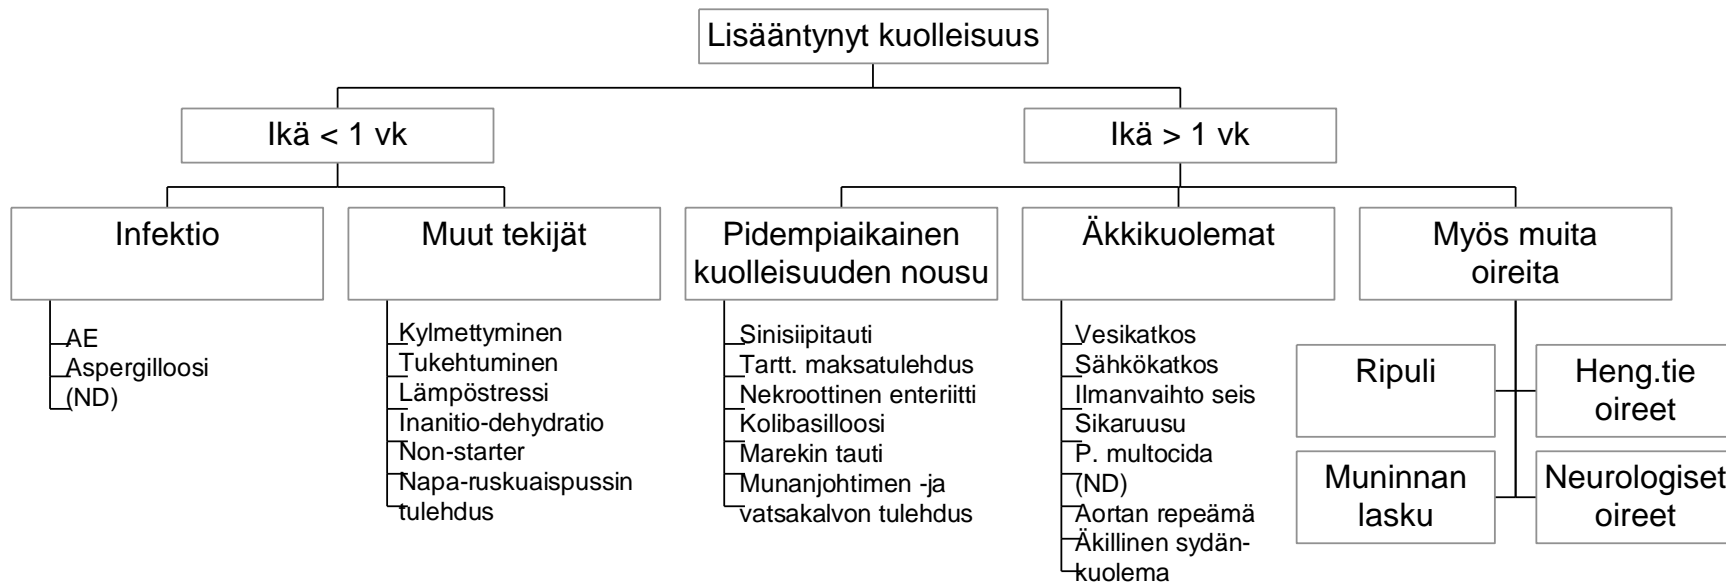 Lisääntynyt kuolleisuus
Ikä < 1 vk
Ikä > 1 vk
Infektio
Muut tekijät
Pidempiaikainen
kuolleisuuden nousu
Äkkikuolemat
Myös muita
oireita
AE
Aspergilloosi
(ND)
Kylmettyminen
Tukehtuminen
Lämpöstressi
Inanitio-dehydratio
Non-starter
Napa-ruskuaispussin
tulehdus
Sinisiipitauti
Tartt. maksatulehdus
Nekroottinen enteriitti
Kolibasilloosi
Marekin tauti
Munanjohtimen -ja
vatsakalvon tulehdus
Vesikatkos
Sähkökatkos
Ilmanvaihto seis
Sikaruusu
P. multocida
(ND)
Aortan repeämä
Äkillinen sydän-
kuolema
Ripuli
Heng.tie
oireet
Muninnan
lasku
Neurologiset
oireet